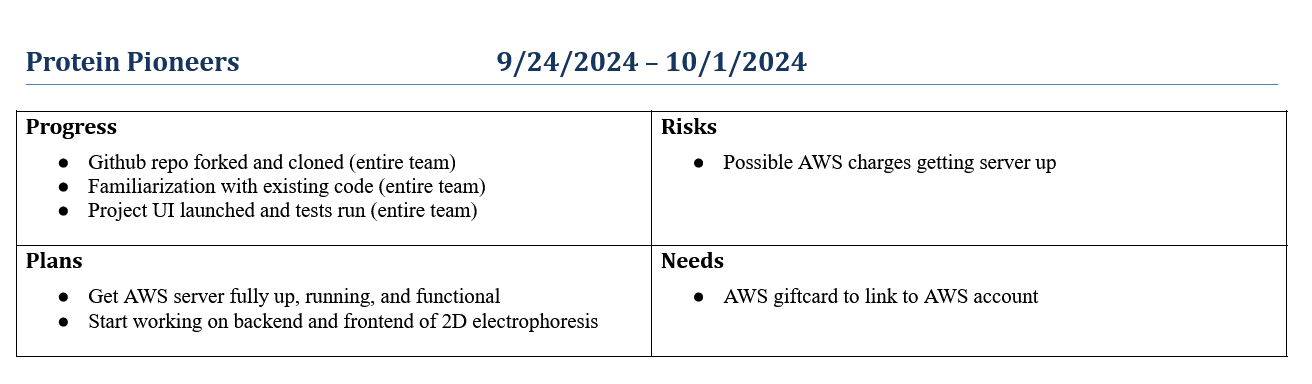 Protein Pioneers 9/24/2024 – 10/1/2024
Progress
● Github repo forked and cloned (entire team)
● Familiarization with existing code (entire team)
● Project UI launched and tests run (entire team)
Risks
● Possible AWS charges getting server up
Plans
● Get AWS server fully up, running, and functional
● Start working on backend and frontend of 2D electrophoresis
Needs
● AWS giftcard to link to AWS account